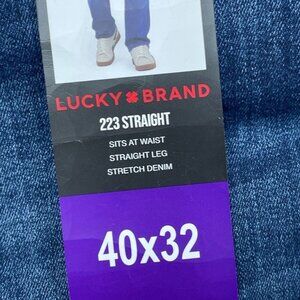 LUCKY BRAND
223 STRAIGHT
SITS AT WAIST
STRAIGHT LEG
STRETCH DENIM
40x32